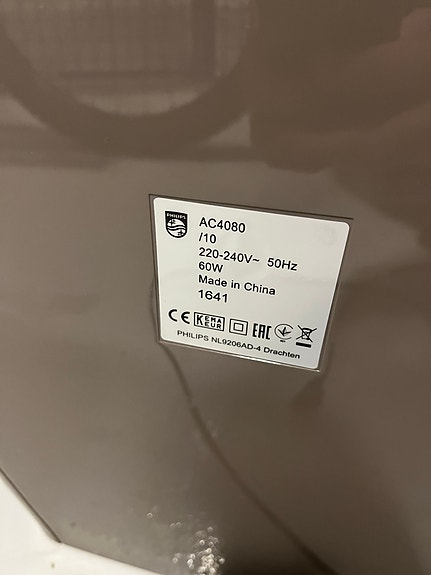 PHILIPS
AC4080
/10
220-240V~ 50Hz
60W
Made in China
1641
CE KEMA KEUR EAC
PHILIPS NL9206AD-4 Drachten